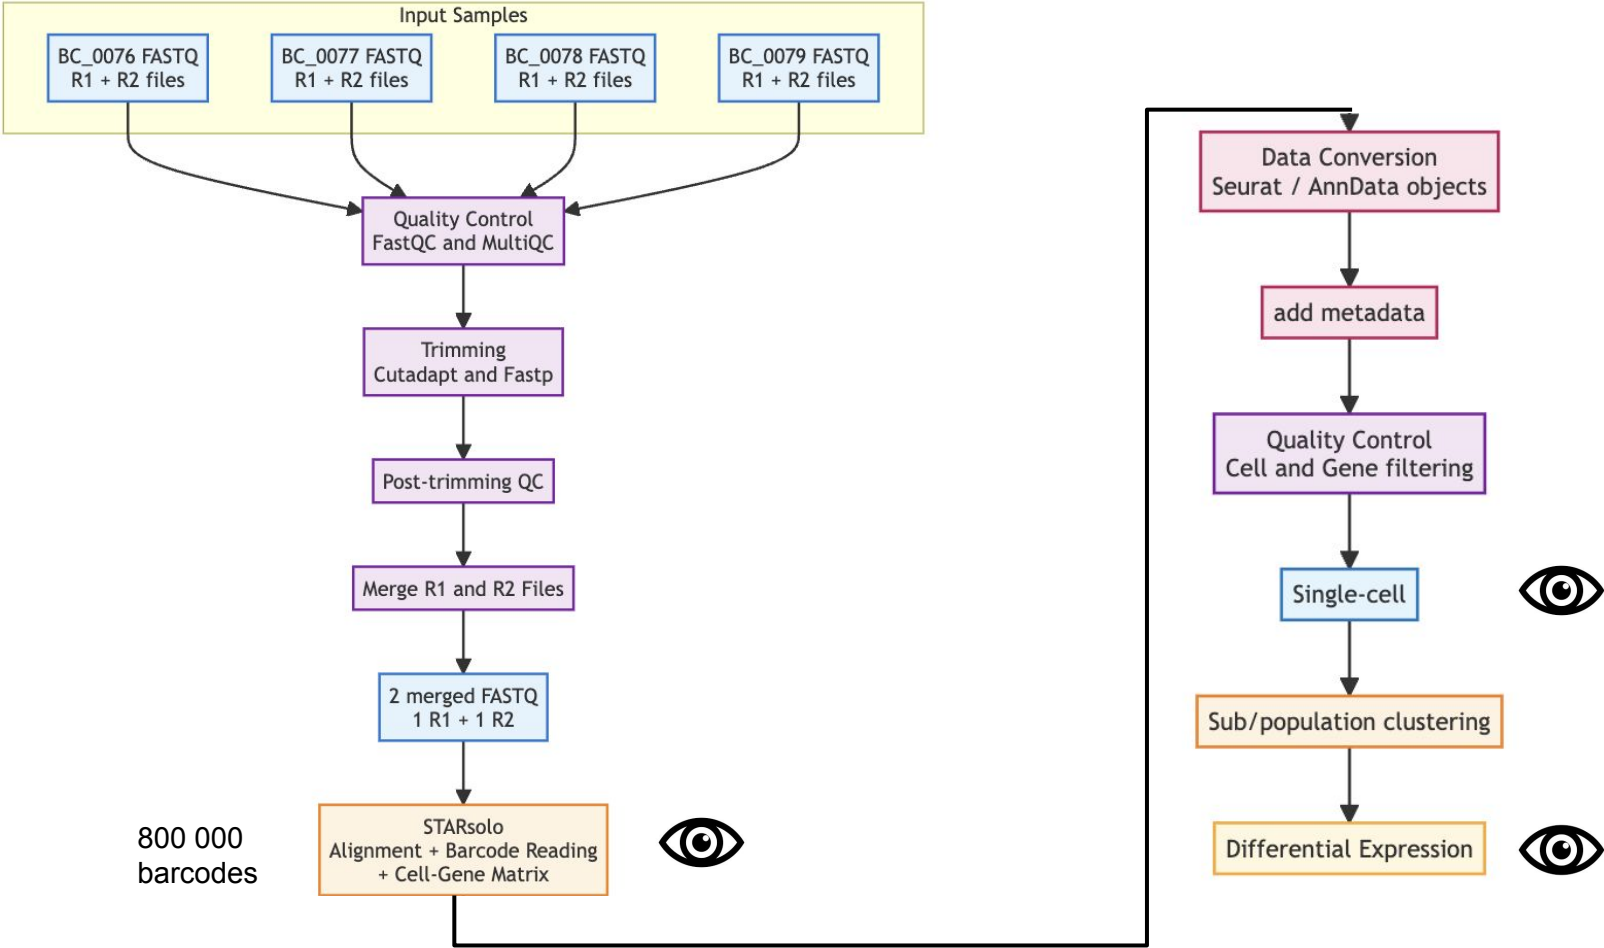 Input Samples
BC_0076 FASTQ
R1 + R2 files
BC_0077 FASTQ
R1 + R2 files
BC_0078 FASTQ
R1 + R2 files
BC_0079 FASTQ
R1 + R2 files
Quality Control
FastQC and MultiQC
Trimming
Cutadapt and Fastp
Post-trimming QC
Merge R1 and R2 Files
2 merged FASTQ
1 R1 + 1 R2
800 000
barcodes
STARsolo
Alignment + Barcode Reading
+ Cell-Gene Matrix
Data Conversion
Seurat / AnnData objects
add metadata
Quality Control
Cell and Gene filtering
Single-cell
Sub/population clustering
Differential Expression